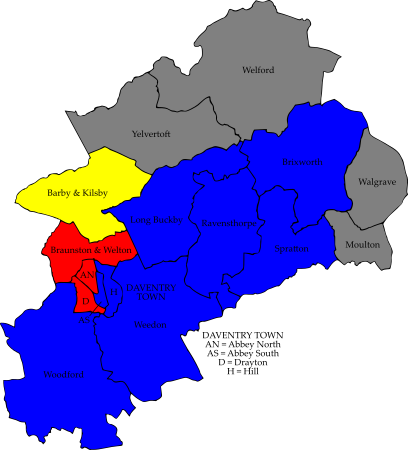 Welford
Yelvertoft
Brixworth
Walgrave
Barby & Kilsby
Long Buckby
Ravensthorpe
Spratton
Moulton
Braunston & Welton
AN
D
H
DAVENTRY
TOWN
AS
Weedon
Woodford
DAVENTRY TOWN
AN = Abbey North
AS = Abbey South
D = Drayton
H = Hill